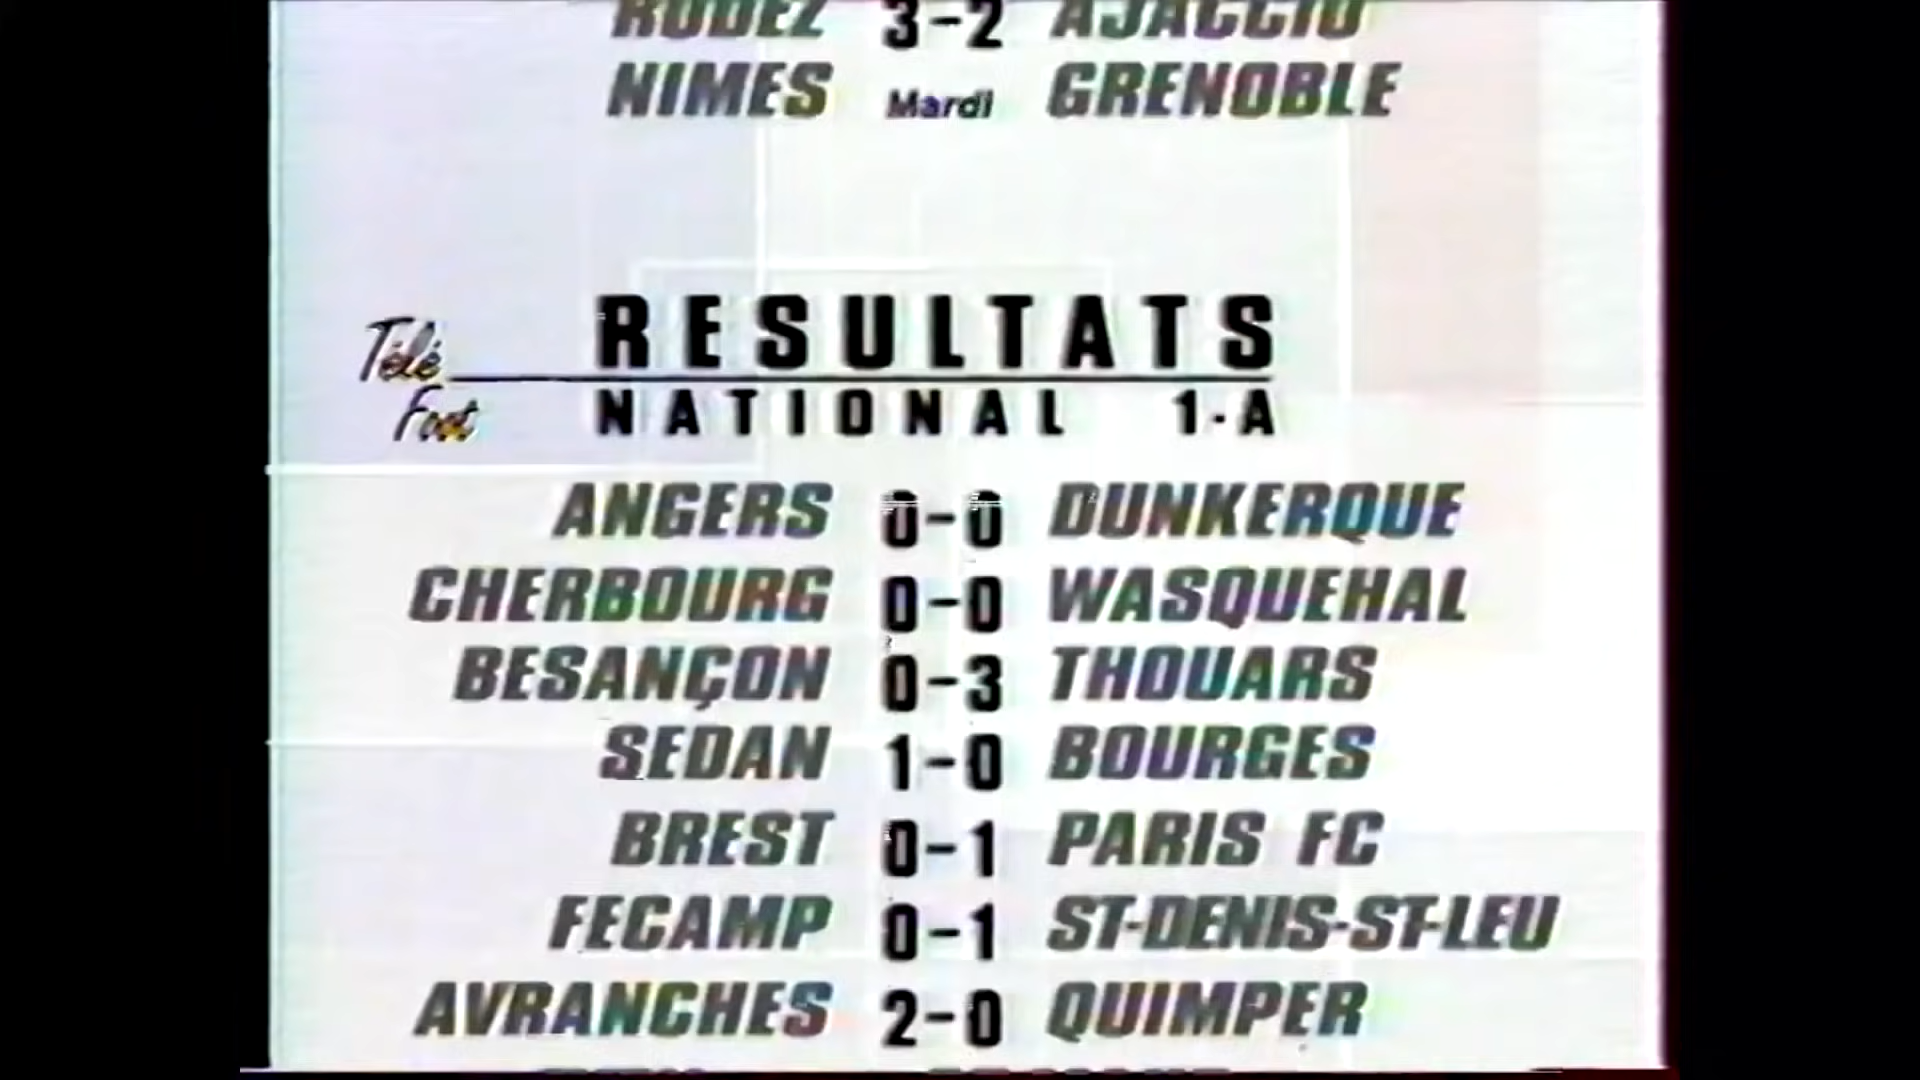 RODEZ 3-2 AJACCIO
NIMES Mardi GRENOBLE
Télé Foot
RESULTATS
NATIONAL 1-A
ANGERS 0-0 DUNKERQUE
CHERBOURG 0-0 WASQUEHAL
BESANÇON 0-3 THOUARS
SEDAN 1-0 BOURGES
BREST 0-1 PARIS FC
FECAMP 0-1 ST-DENIS-ST-LEU
AVRANCHES 2-0 QUIMPER